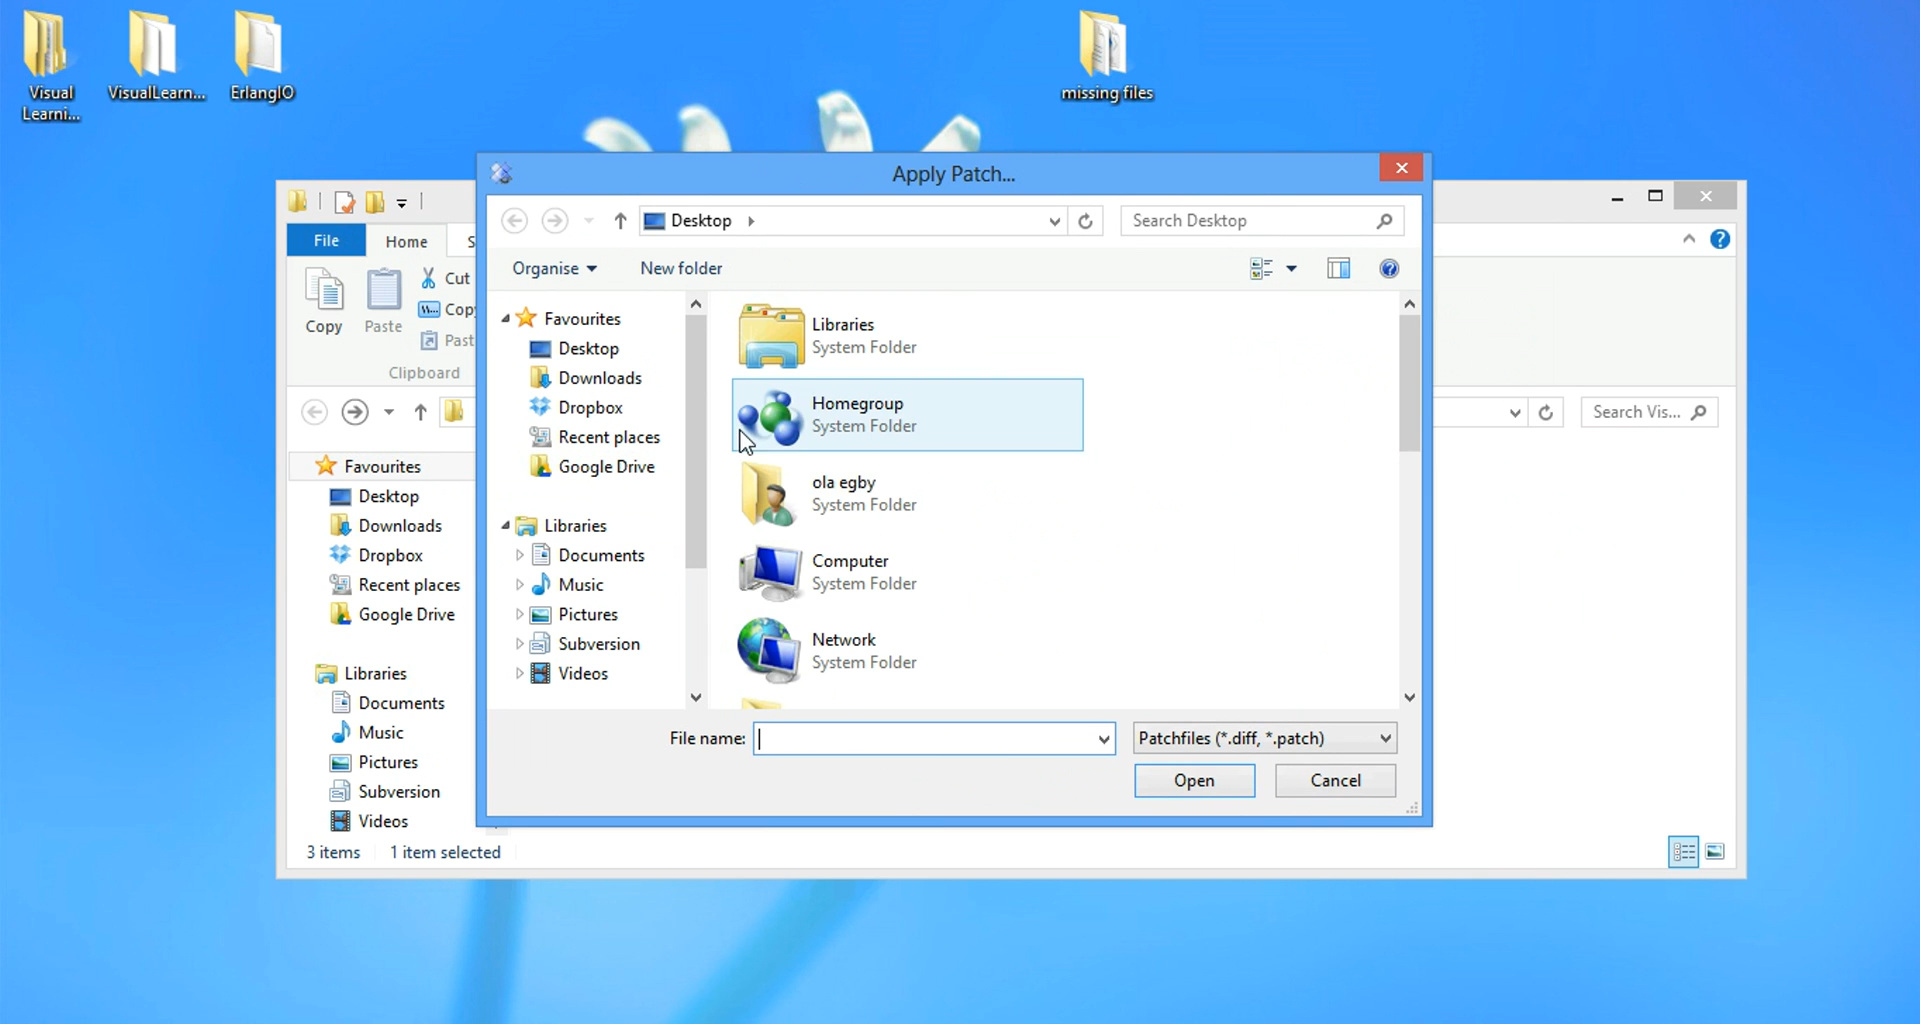 Visual
Learni...
VisualLearn...
ErlangIO
missing files
Apply Patch...
Desktop
Search Desktop
Organise
New folder
Favourites
Desktop
Downloads
Dropbox
Recent places
Google Drive
Libraries
Documents
Music
Pictures
Subversion
Videos
Libraries
System Folder
Homegroup
System Folder
ola egby
System Folder
Computer
System Folder
Network
System Folder
File name:
Patchfiles (*.diff, *.patch)
Open
Cancel
File
Home
S
Copy
Paste
Cut
Copy
Past
Clipboard
Search Vis...
Favourites
Desktop
Downloads
Dropbox
Recent places
Google Drive
Libraries
Documents
Music
Pictures
Subversion
Videos
3 items
1 item selected